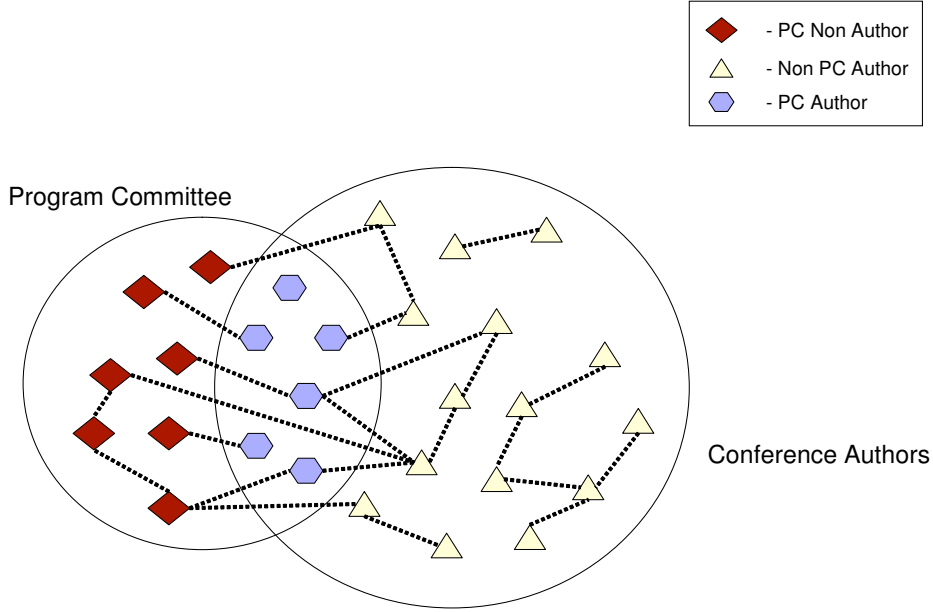 - PC Non Author
- Non PC Author
- PC Author
Program Committee
Conference Authors